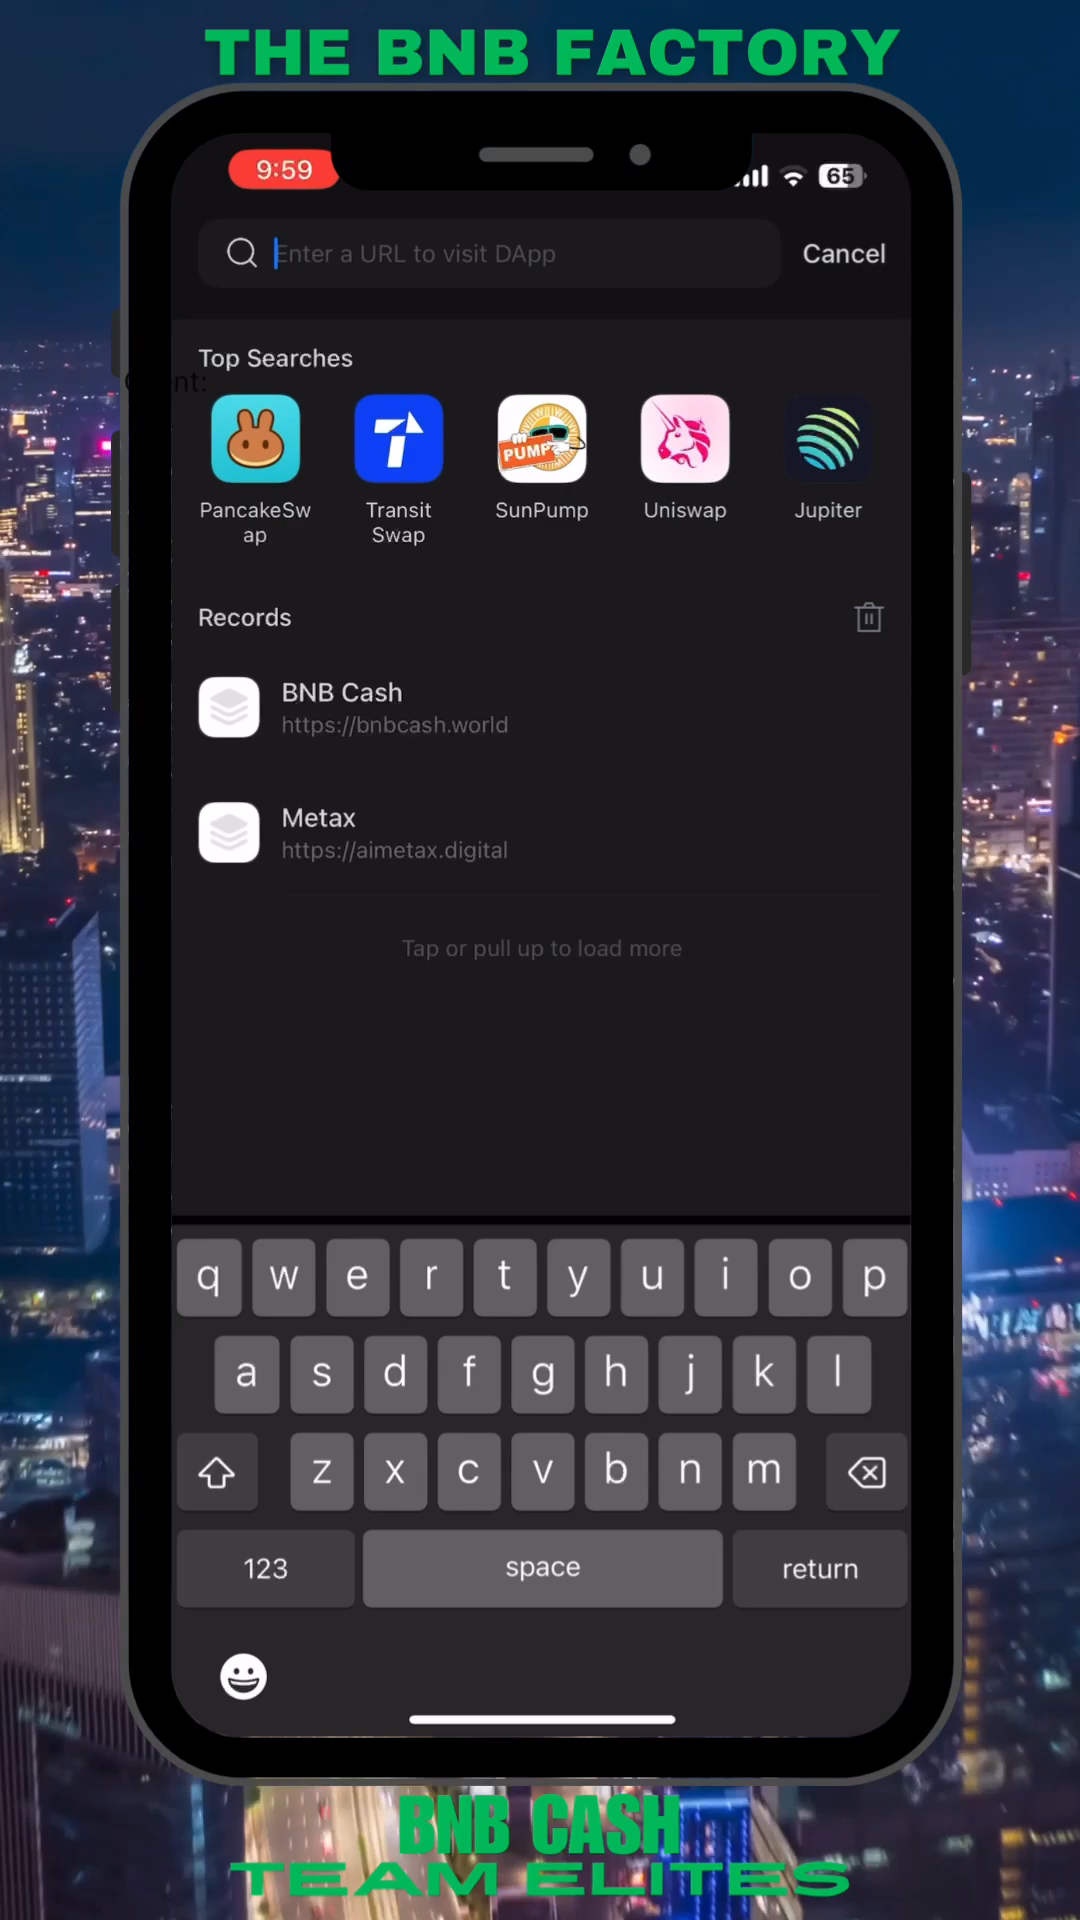 THE BNB FACTORY
9:59
65
Enter a URL to visit DApp
Cancel
Top Searches
PUMP
PancakeSw
ap
Transit
Swap
SunPump
Uniswap
Jupiter
Records
BNB Cash
https://bnbcash.world
Metax
https://aimetax.digital
Tap or pull up to load more
q w e r t y u i o p
a s d f g h j k l
z x c v b n m
123 space return
BNB CASH
TEAM ELITES